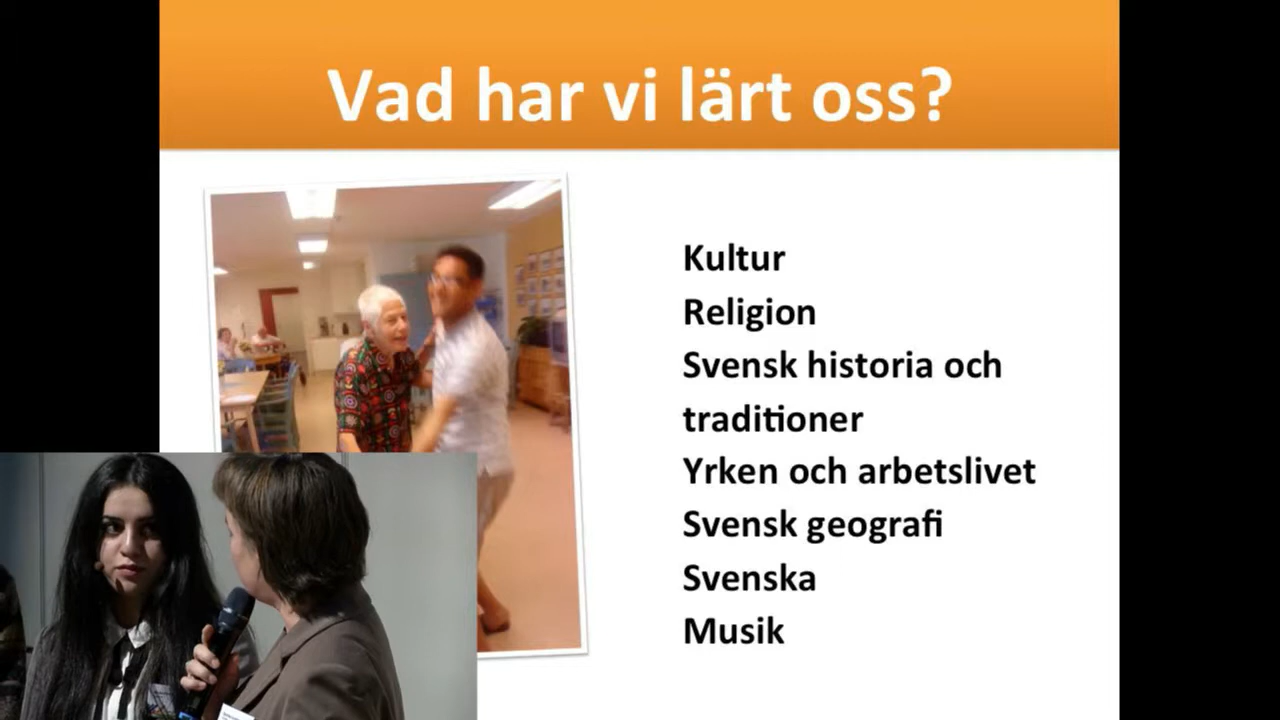 Vad har vi lärt oss?
Kultur
Religion
Svensk historia och
traditioner
Yrken och arbetslivet
Svensk geografi
Svenska
Musik